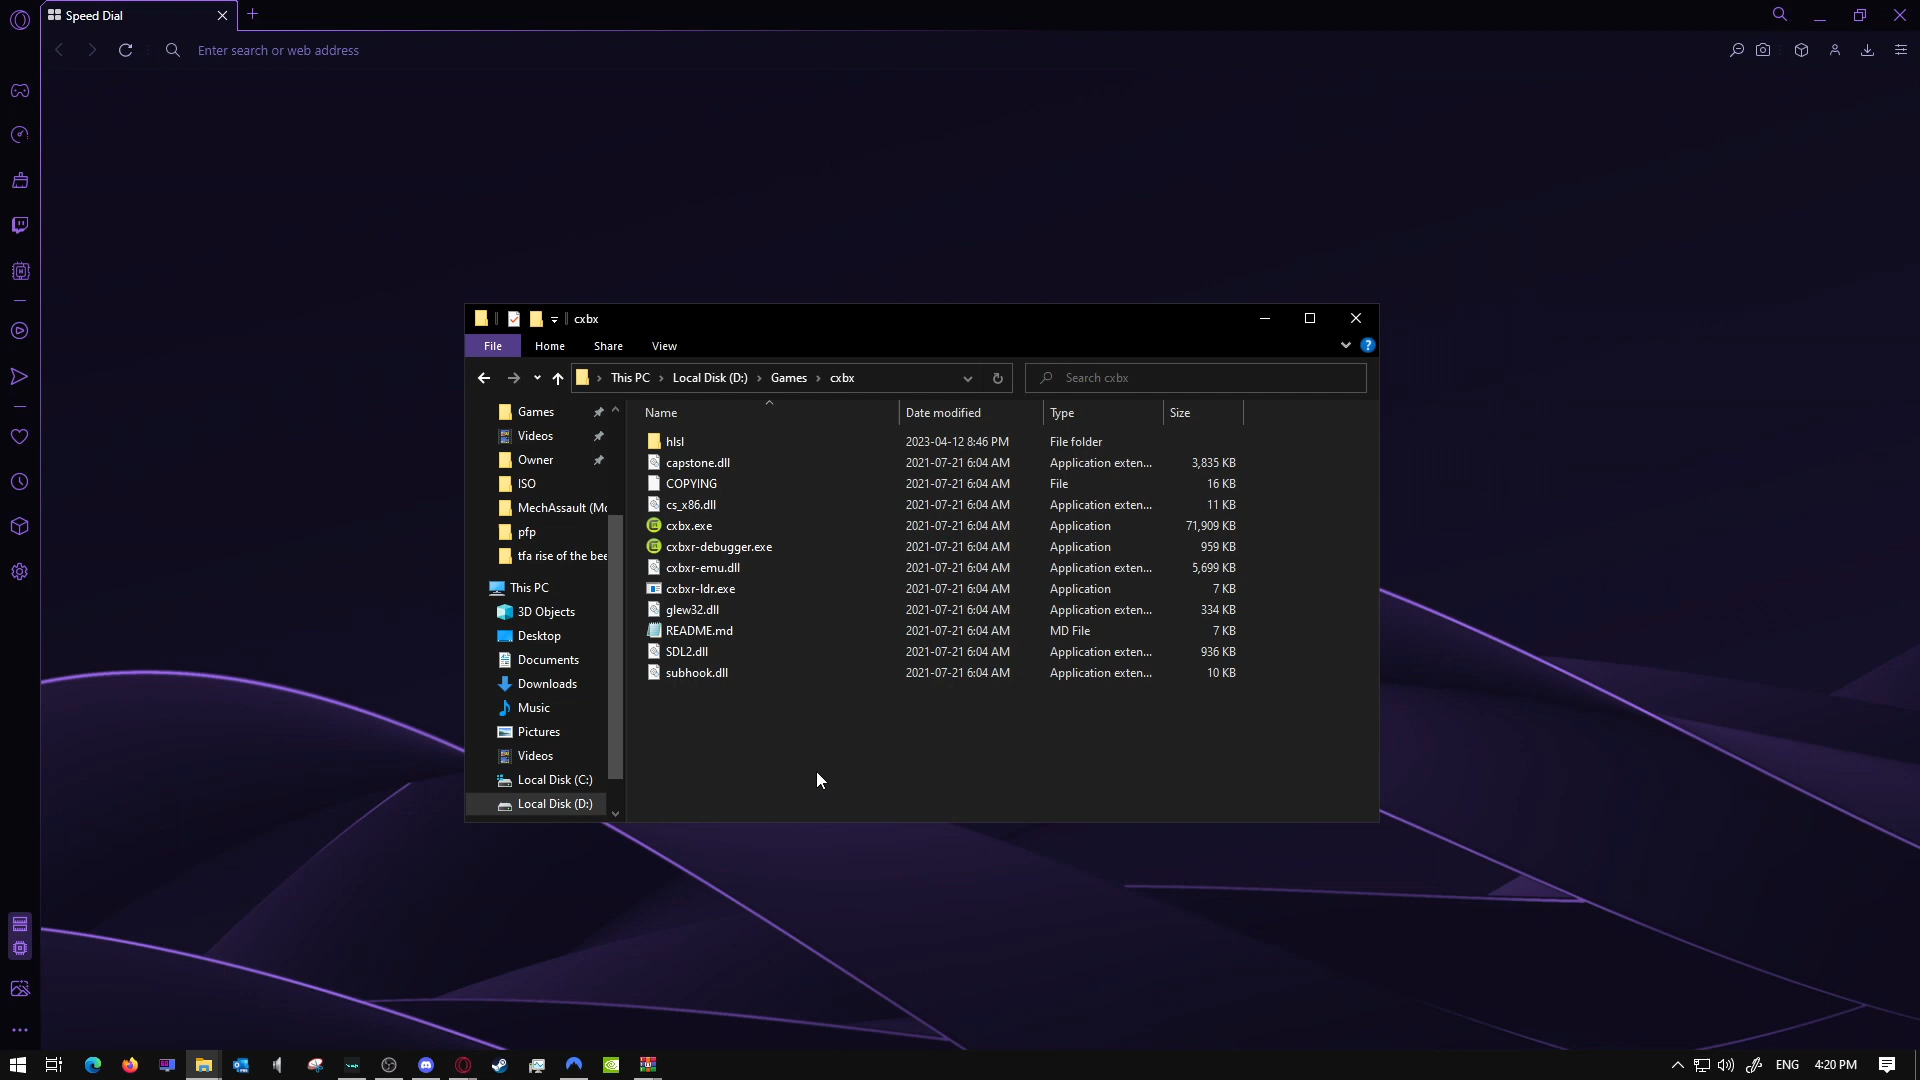 Speed Dial
Enter search or web address
cxbx
File Home Share View
This PC Local Disk (D:) Games cxbx
Search cxbx
Name Date modified Type Size
Games
Videos
Owner
ISO
MechAssault (Mc
pfp
tfa rise of the bee
This PC
3D Objects
Desktop
Documents
Downloads
Music
Pictures
Videos
Local Disk (C:)
Local Disk (D:)
hlsl 2023-04-12 8:46 PM File folder
capstone.dll 2021-07-21 6:04 AM Application exten... 3,835 KB
COPYING 2021-07-21 6:04 AM File 16 KB
cs_x86.dll 2021-07-21 6:04 AM Application exten... 11 KB
cxbx.exe 2021-07-21 6:04 AM Application 71,909 KB
cxbxr-debugger.exe 2021-07-21 6:04 AM Application 959 KB
cxbxr-emu.dll 2021-07-21 6:04 AM Application exten... 5,699 KB
cxbxr-ldr.exe 2021-07-21 6:04 AM Application 7 KB
glew32.dll 2021-07-21 6:04 AM Application exten... 334 KB
README.md 2021-07-21 6:04 AM MD File 7 KB
SDL2.dll 2021-07-21 6:04 AM Application exten... 936 KB
subhook.dll 2021-07-21 6:04 AM Application exten... 10 KB
ENG 4:20 PM